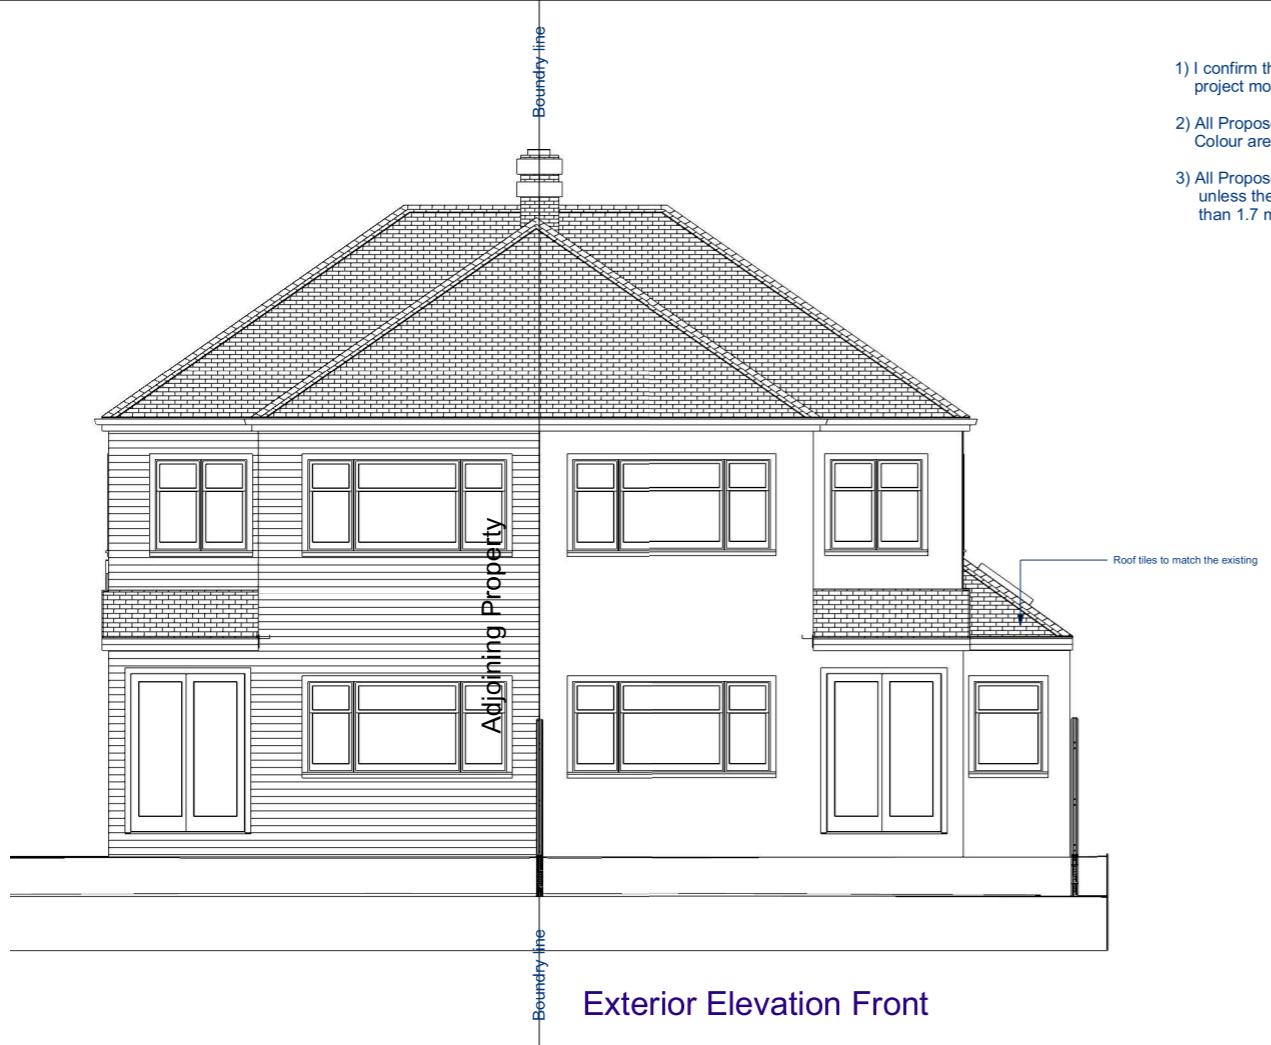 Boundry line
1) I confirm th
project mo
2) All Propos
Colour are
3) All Propos
unless the
than 1.7 m
Adjoining Property
Roof tiles to match the existing
Boundry line
Exterior Elevation Front